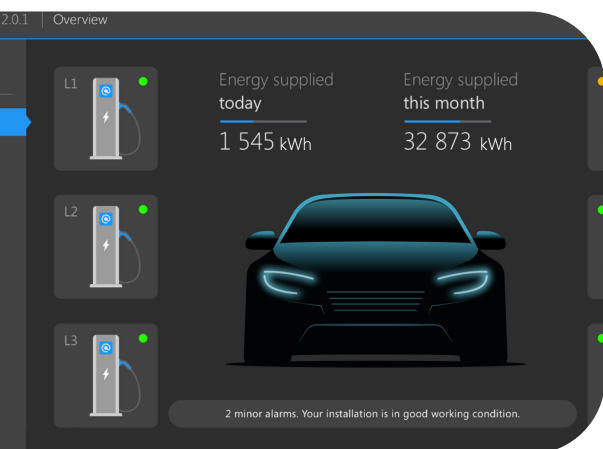 2.0.1 | Overview
L1
Energy supplied
today
1 545 kWh
Energy supplied
this month
32 873 kWh
L2
L3
2 minor alarms. Your installation is in good working condition.